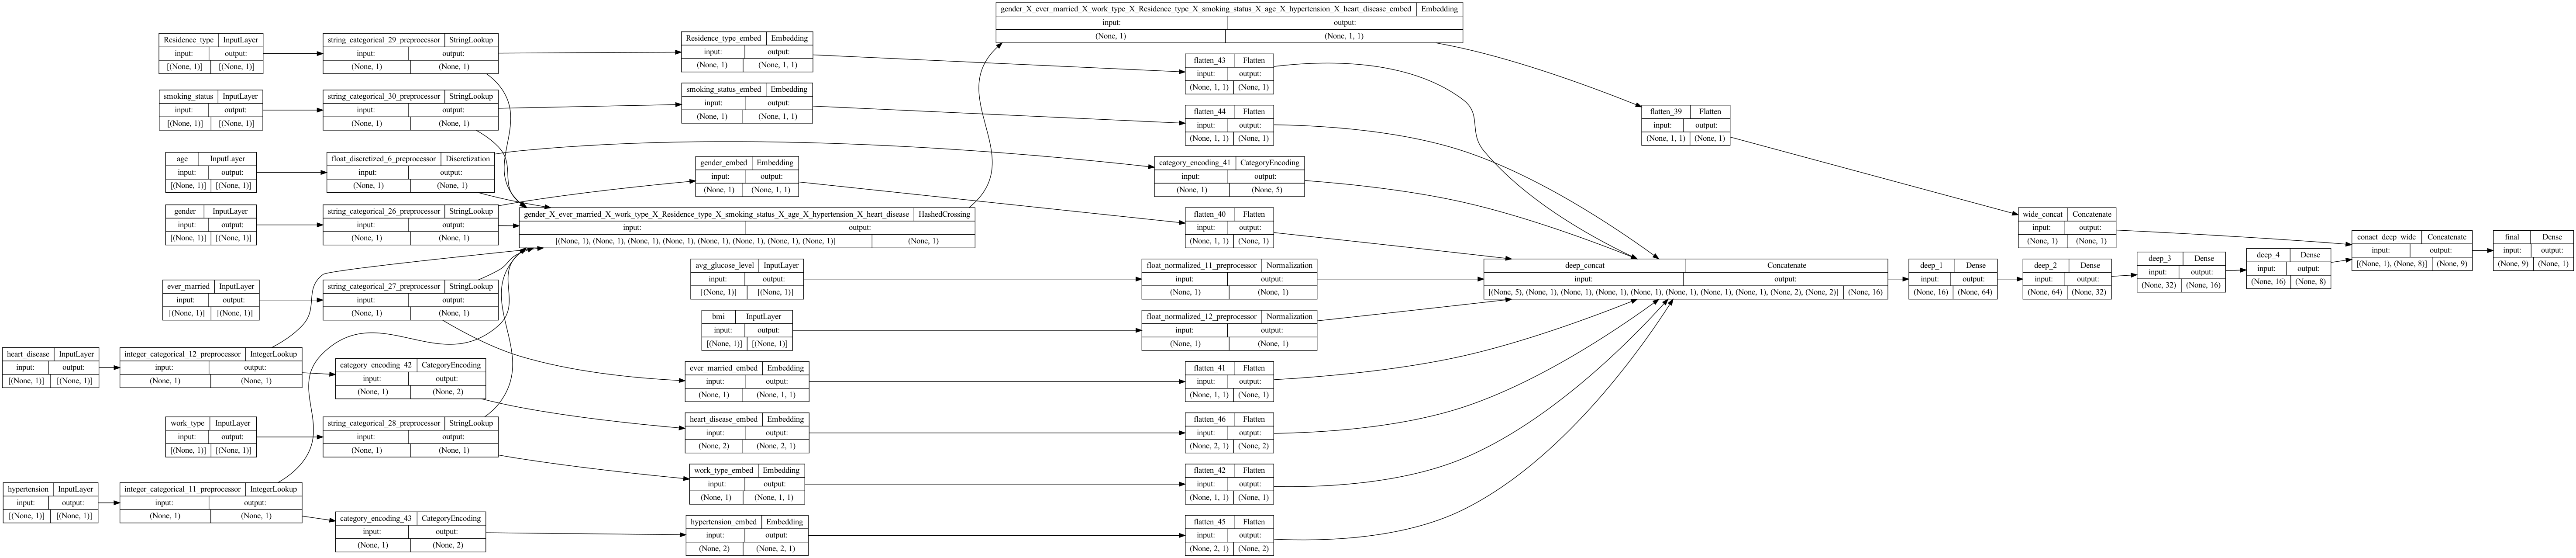 gender_X_ever_married_X_work_type_X_Residence_type_X_smoking_status_X_age_X_hypertension_X_heart_disease_embed Embedding
input: output:
(None, 1) (None, 1, 1)
Residence_type InputLayer
input: output:
[(None, 1)] [(None, 1)]
string_categorical_29_preprocessor StringLookup
input: output:
(None, 1) (None, 1)
Residence_type_embed Embedding
input: output:
(None, 1) (None, 1, 1)
flatten_43 Flatten
input: output:
(None, 1, 1) (None, 1)
smoking_status InputLayer
input: output:
[(None, 1)] [(None, 1)]
string_categorical_30_preprocessor StringLookup
input: output:
(None, 1) (None, 1)
smoking_status_embed Embedding
input: output:
(None, 1) (None, 1, 1)
flatten_44 Flatten
input: output:
(None, 1, 1) (None, 1)
flatten_39 Flatten
input: output:
(None, 1, 1) (None, 1)
age InputLayer
input: output:
[(None, 1)] [(None, 1)]
float_discretized_6_preprocessor Discretization
input: output:
(None, 1) (None, 1)
gender_embed Embedding
input: output:
(None, 1) (None, 1, 1)
category_encoding_41 CategoryEncoding
input: output:
(None, 1) (None, 5)
gender InputLayer
input: output:
[(None, 1)] [(None, 1)]
string_categorical_26_preprocessor StringLookup
input: output:
(None, 1) (None, 1)
gender_X_ever_married_X_work_type_X_Residence_type_X_smoking_status_X_age_X_hypertension_X_heart_disease HashedCrossing
input: output:
[(None, 1), (None, 1), (None, 1), (None, 1), (None, 1), (None, 1), (None, 1), (None, 1)] (None, 1)
flatten_40 Flatten
input: output:
(None, 1, 1) (None, 1)
wide_concat Concatenate
input: output:
(None, 1) (None, 1)
conact_deep_wide Concatenate
input: output:
[(None, 1), (None, 8)] (None, 9)
final Dense
input: output:
(None, 9) (None, 1)
ever_married InputLayer
input: output:
[(None, 1)] [(None, 1)]
string_categorical_27_preprocessor StringLookup
input: output:
(None, 1) (None, 1)
avg_glucose_level InputLayer
input: output:
[(None, 1)] [(None, 1)]
float_normalized_11_preprocessor Normalization
input: output:
(None, 1) (None, 1)
deep_concat Concatenate
input: output:
[(None, 5), (None, 1), (None, 1), (None, 1), (None, 1), (None, 1), (None, 1), (None, 1), (None, 2), (None, 2)] (None, 16)
deep_1 Dense
input: output:
(None, 16) (None, 64)
deep_2 Dense
input: output:
(None, 64) (None, 32)
deep_3 Dense
input: output:
(None, 32) (None, 16)
deep_4 Dense
input: output:
(None, 16) (None, 8)
bmi InputLayer
input: output:
[(None, 1)] [(None, 1)]
float_normalized_12_preprocessor Normalization
input: output:
(None, 1) (None, 1)
heart_disease InputLayer
input: output:
[(None, 1)] [(None, 1)]
integer_categorical_12_preprocessor IntegerLookup
input: output:
(None, 1) (None, 1)
category_encoding_42 CategoryEncoding
input: output:
(None, 1) (None, 2)
ever_married_embed Embedding
input: output:
(None, 1) (None, 1, 1)
flatten_41 Flatten
input: output:
(None, 1, 1) (None, 1)
work_type InputLayer
input: output:
[(None, 1)] [(None, 1)]
string_categorical_28_preprocessor StringLookup
input: output:
(None, 1) (None, 1)
heart_disease_embed Embedding
input: output:
(None, 2) (None, 2, 1)
flatten_46 Flatten
input: output:
(None, 2, 1) (None, 2)
work_type_embed Embedding
input: output:
(None, 1) (None, 1, 1)
flatten_42 Flatten
input: output:
(None, 1, 1) (None, 1)
hypertension InputLayer
input: output:
[(None, 1)] [(None, 1)]
integer_categorical_11_preprocessor IntegerLookup
input: output:
(None, 1) (None, 1)
category_encoding_43 CategoryEncoding
input: output:
(None, 1) (None, 2)
hypertension_embed Embedding
input: output:
(None, 2) (None, 2, 1)
flatten_45 Flatten
input: output:
(None, 2, 1) (None, 2)